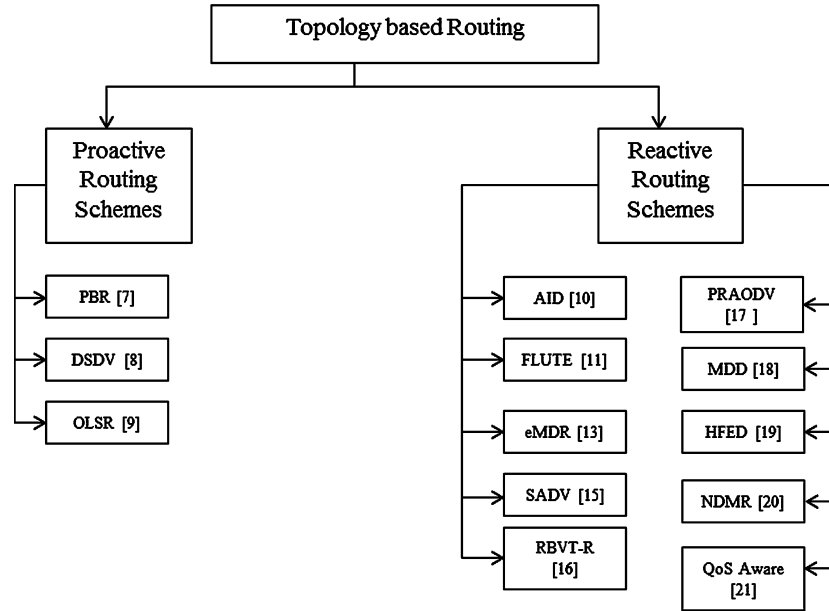 Topology based Routing
Proactive
Routing
Schemes
PBR [7]
DSDV [8]
OLSR [9]
Reactive
Routing
Schemes
AID [10]
FLUTE [11]
eMDR [13]
SADV [15]
RBVT-R
[16]
PRAODV
[17 ]
MDD [18]
HFED [19]
NDMR [20]
QoS Aware
[21]